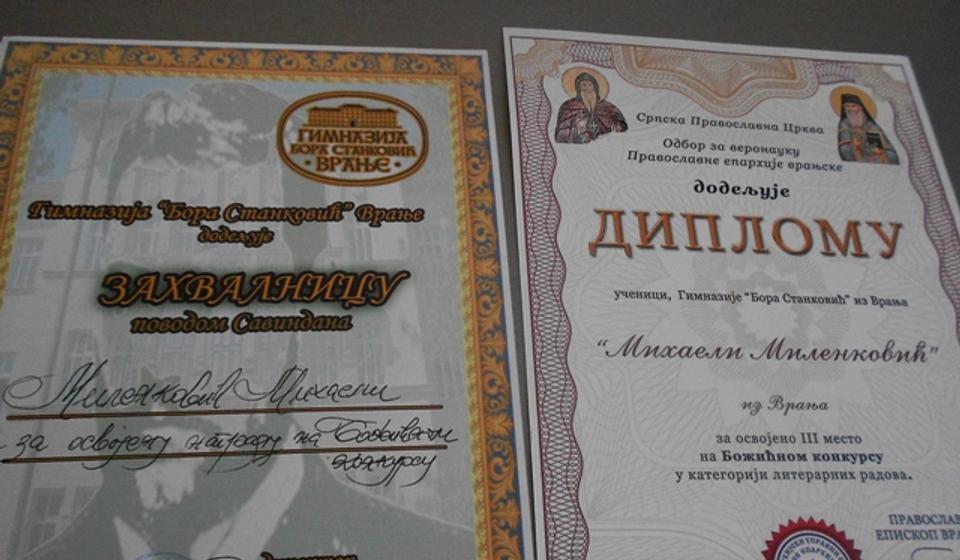 ГИМНАЗИЈА
БОРА СТАНКОВИЋ
ВРАЊЕ
Гимназија "Бора Станковић" Врање
додељује
ЗАХВАЛНИЦУ
поводом Савиндана
Миленковић Михаели
за освојену награду на Божићном
конкурсу
Српска Православна Црква
Одбор за веронауку
Православне епархије врањске
додељује
ДИПЛОМУ
ученици, Гимназије "Бора Станковић" из Врања
"Михаели Миленковић"
из Врања
за освојено III место
на Божићном конкурсу
у категорији литерарних радова.
ПРАВОСЛАВ
ЕПИСКОП ВРА